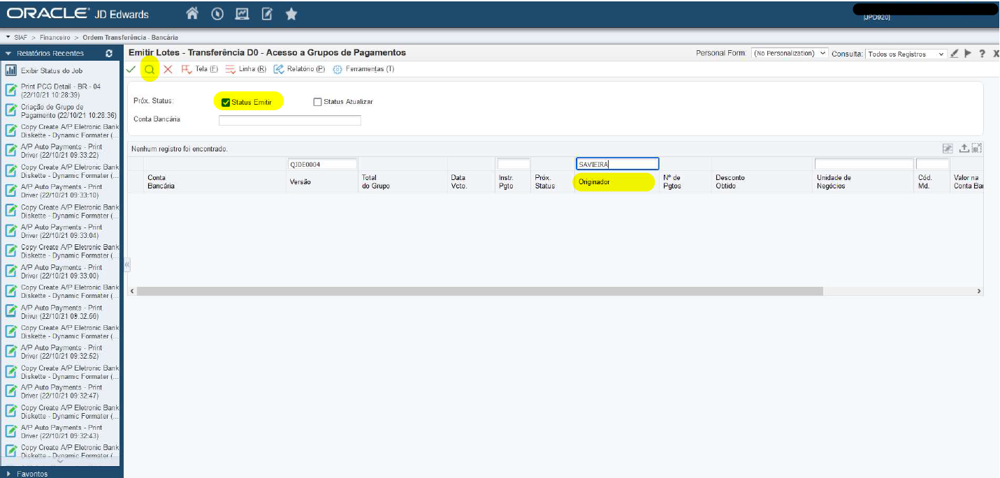 ORACLE® JD Edwards
[JPD920]
SIAF > Financeiro > Ordem Transferência - Bancária
Relatórios Recentes
Exibir Status do Job
Print PCG Detail - BR - 04
(22/10/21 10:28:39)
Criação de Grupo de
Pagamento (22/10/21 10:28:36)
Copy Create A/P Eletronic Bank
Diskette - Dynamic Formater (...
A/P Auto Payments - Print
Driver (22/10/21 09:33:22)
Copy Create A/P Eletronic Bank
Diskette - Dynamic Formater (...
A/P Auto Payments - Print
Driver (22/10/21 09:33:10)
Copy Create A/P Eletronic Bank
Diskette - Dynamic Formater (...
A/P Auto Payments - Print
Driver (22/10/21 09:33:04)
Copy Create A/P Eletronic Bank
Diskette - Dynamic Formater (...
A/P Auto Payments - Print
Driver (22/10/21 09:33:00)
Copy Create A/P Eletronic Bank
Diskette - Dynamic Formater (...
A/P Auto Payments - Print
Driver (22/10/21 09:32:56)
Copy Create A/P Eletronic Bank
Diskette - Dynamic Formater (...
A/P Auto Payments - Print
Driver (22/10/21 09:32:52)
Copy Create A/P Eletronic Bank
Diskette - Dynamic Formater (...
A/P Auto Payments - Print
Driver (22/10/21 09:32:47)
Copy Create A/P Eletronic Bank
Diskette - Dynamic Formater (...
A/P Auto Payments - Print
Driver (22/10/21 09:32:43)
Copy Create A/P Eletronic Bank
Diskette - Dynamic Formater (...
Favoritos
Emitir Lotes - Transferência D0 - Acesso a Grupos de Pagamentos
Personal Form: (No Personalization) Consulta: Todos os Registros
Tela (F) Linha (R) Relatório (P) Ferramentas (T)
Próx. Status: Status Emitir Status Atualizar
Conta Bancária
Nenhum registro foi encontrado.
QJDE0004 SAVIEIRA
Conta Total Data Instr. Próx. Nº de Desconto Unidade de Cód. Valor na
Bancária Versão do Grupo Vcto. Pgto Status Originador Pgtos Obtido Negócios Md. Conta Bar